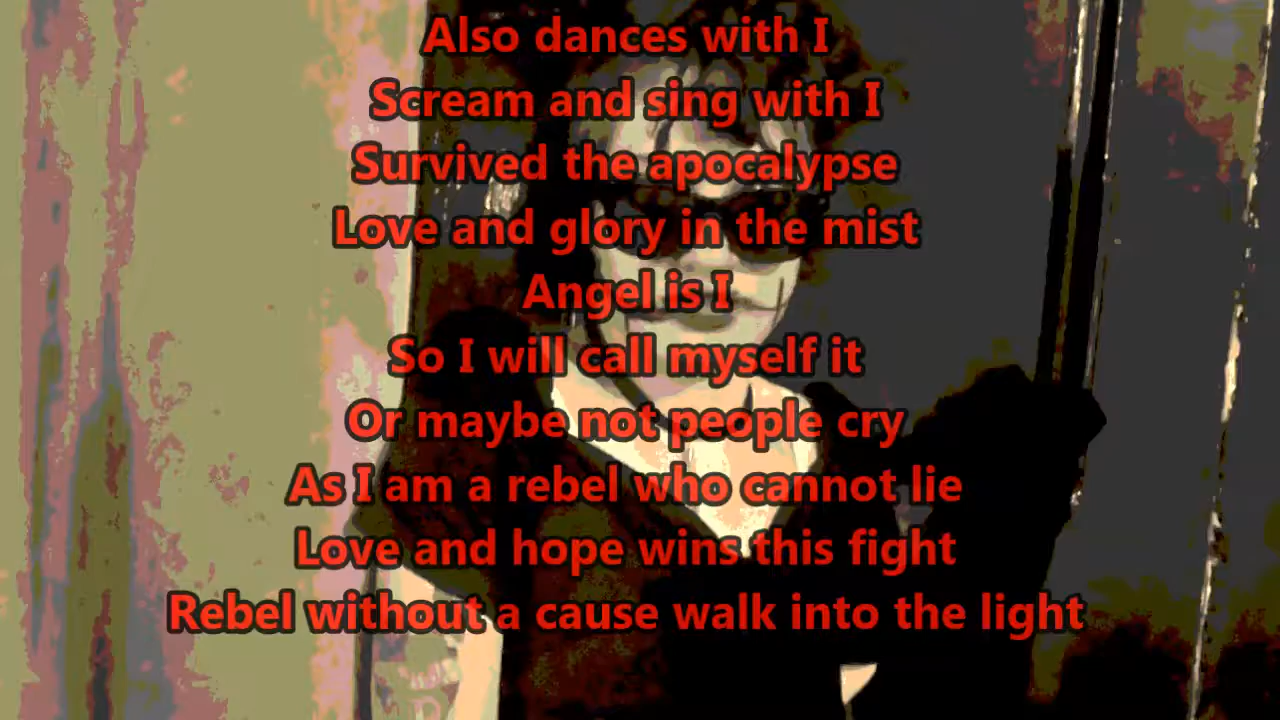 Also dances with I
Scream and sing with I
Survived the apocalypse
Love and glory in the mist
Angel is I
So I will call myself it
Or maybe not people cry
As I am a rebel who cannot lie
Love and hope wins this fight
Rebel without a cause walk into the light